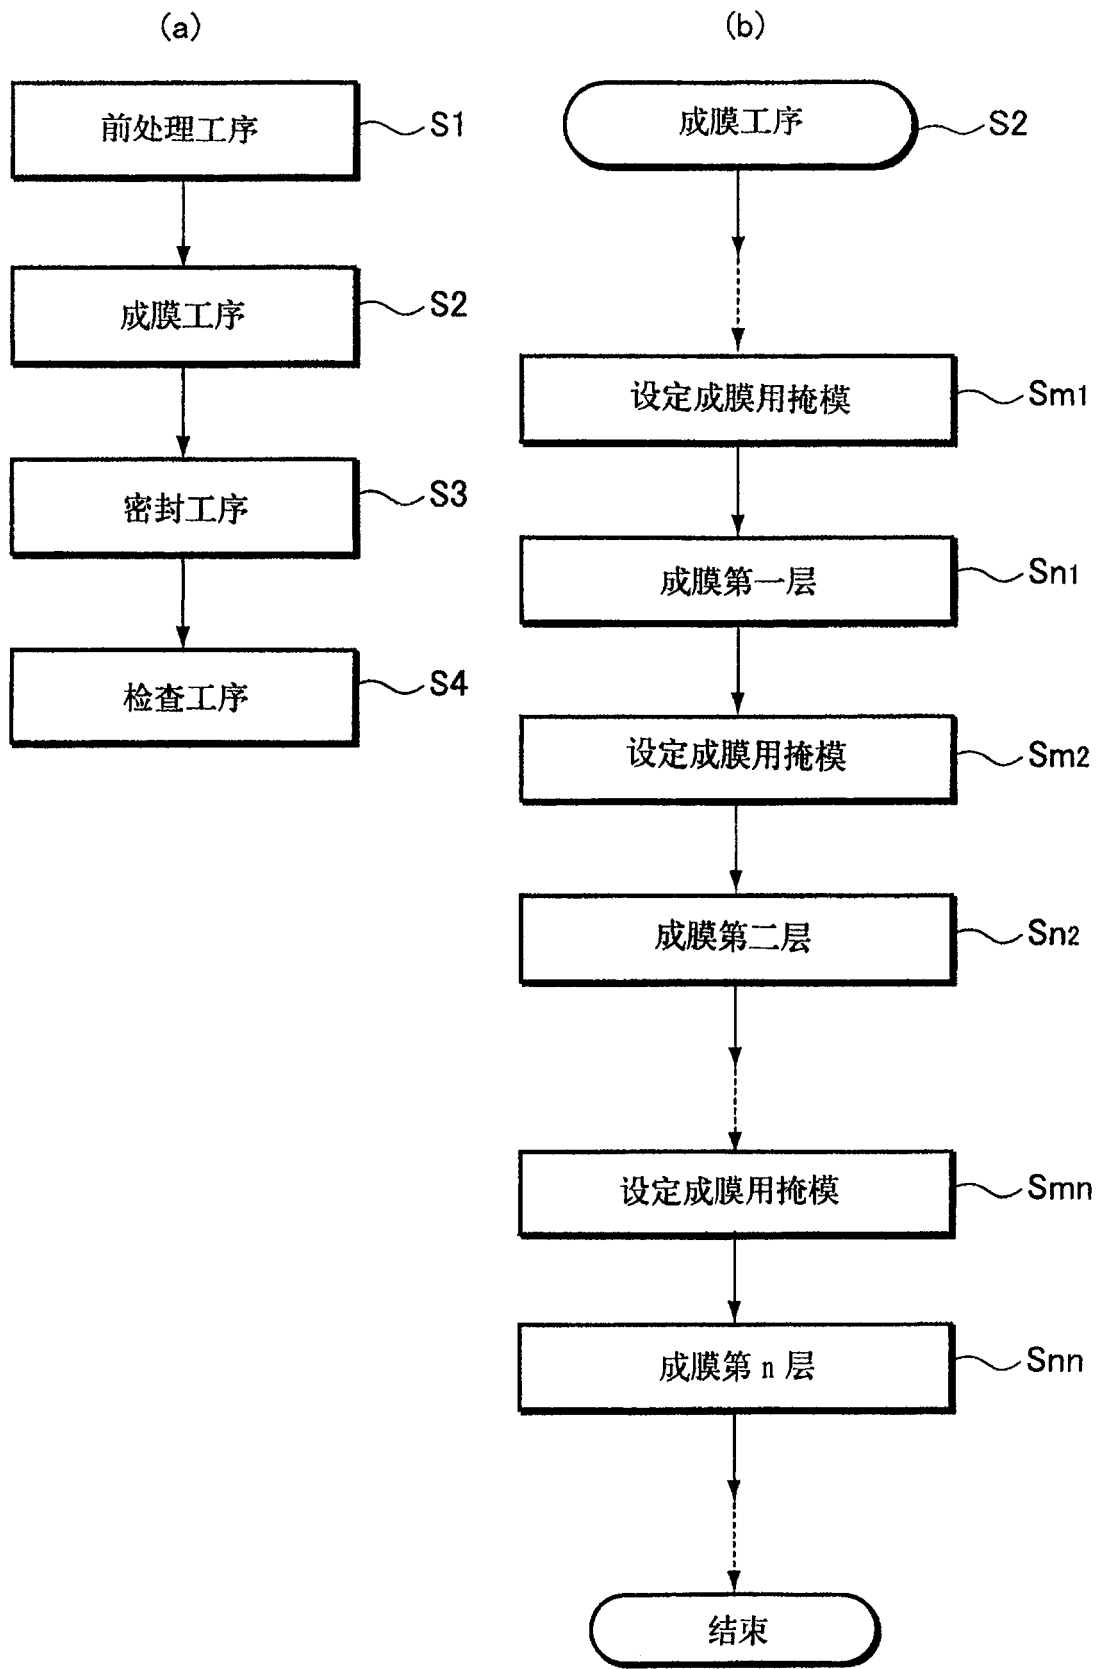 (a)
前处理工序 S1
成膜工序 S2
密封工序 S3
检查工序 S4
(b)
成膜工序 S2
设定成膜用掩模 Sm1
成膜第一层 Sn1
设定成膜用掩模 Sm2
成膜第二层 Sn2
设定成膜用掩模 Smn
成膜第 n 层 Snn
结束